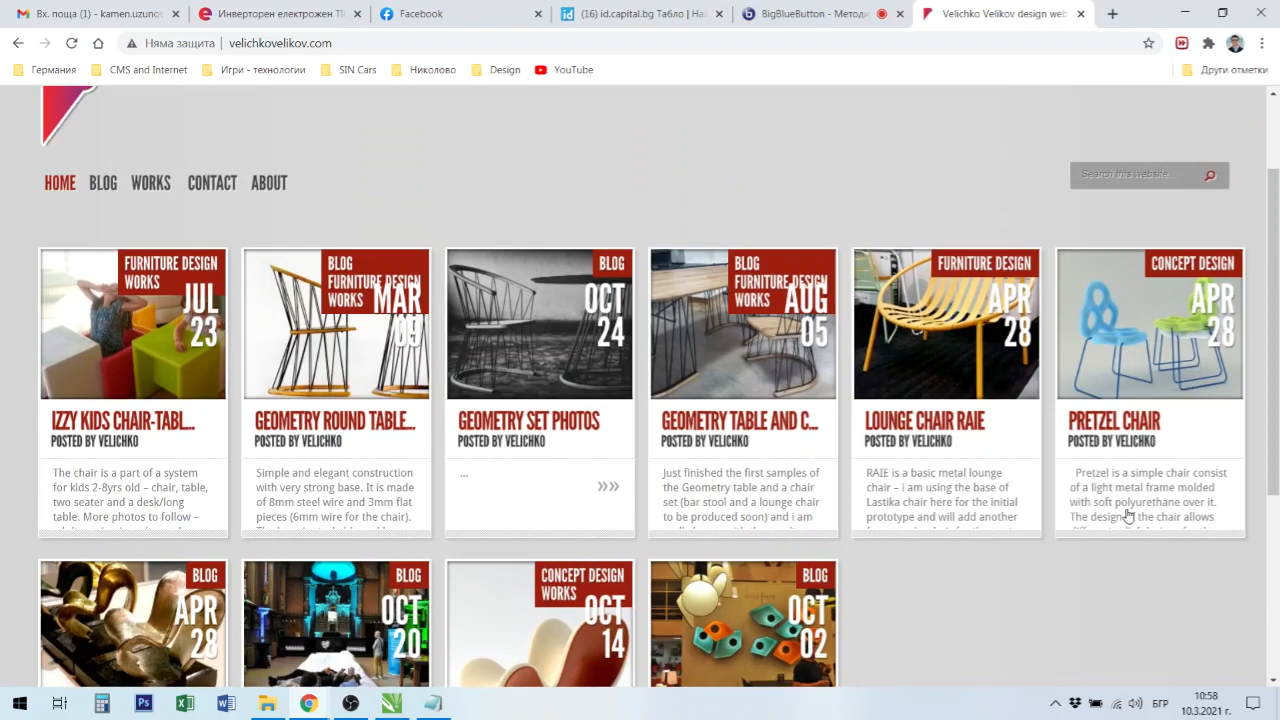 Вх. поща (1) - kamen.uzunov
Инверторен електрожен TI
Facebook
(16) id.capital.bg Табло | На
BigBlueButton - Методи
Velichko Velikov design web
Няма защита | velichkovelikov.com
Германия CMS and Internet Игри - технологии SIN Cars Николово Design YouTube Други отметки
HOME BLOG WORKS CONTACT ABOUT
Search this website...
FURNITURE DESIGN
WORKS
JUL
23
IZZY KIDS CHAIR-TABL...
POSTED BY VELICHKO
The chair is a part of a system
for kids 2-8yrs old – chair, table,
two seater and a desk/long
table. More photos to follow –
BLOG
FURNITURE DESIGN
WORKS
MAR
09
GEOMETRY ROUND TABLE...
POSTED BY VELICHKO
Simple and elegant construction
with very strong base. It is made
of 8mm steel wire and 3mm flat
pieces (6mm wire for the chair).
BLOG
OCT
24
GEOMETRY SET PHOTOS
POSTED BY VELICHKO
...
»»
BLOG
FURNITURE DESIGN
WORKS
AUG
05
GEOMETRY TABLE AND C...
POSTED BY VELICHKO
Just finished the first samples of
the Geometry table and a chair
set (bar stool and a lounge chair
to be produced soon) and i am
FURNITURE DESIGN
APR
28
LOUNGE CHAIR RAIE
POSTED BY VELICHKO
RAIE is a basic metal lounge
chair – i am using the base of
Lastika chair here for the initial
prototype and will add another
CONCEPT DESIGN
APR
28
PRETZEL CHAIR
POSTED BY VELICHKO
Pretzel is a simple chair consist
of a light metal frame molded
with soft polyurethane over it.
The design of the chair allows
BLOG
APR
28
BLOG
OCT
20
CONCEPT DESIGN
WORKS
OCT
14
BLOG
OCT
02
БГР
10:58
10.3.2021 г.